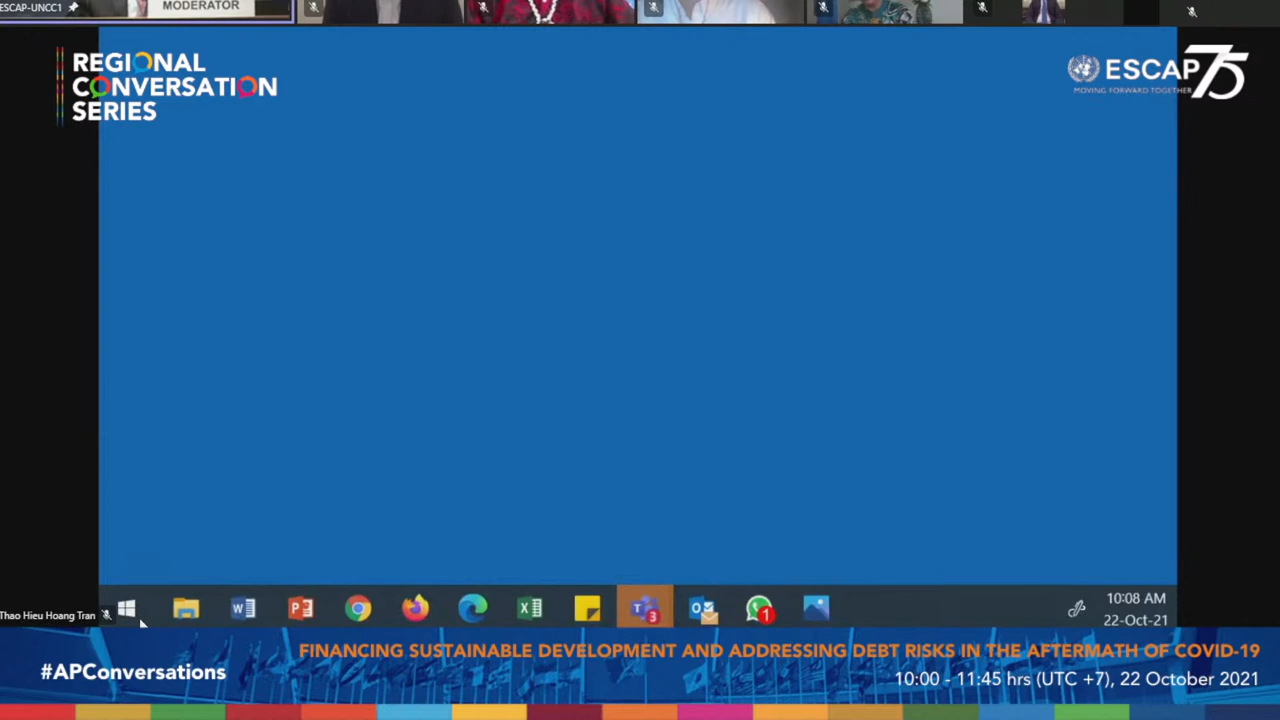 ESCAP-UNCC1
MODERATOR
REGIONAL
CONVERSATION
SERIES
ESCAP 75
MOVING FORWARD TOGETHER
Thao Hieu Hoang Tran
3
1
10:08 AM
22-Oct-21
FINANCING SUSTAINABLE DEVELOPMENT AND ADDRESSING DEBT RISKS IN THE AFTERMATH OF COVID-19
#APConversations
10:00 - 11:45 hrs (UTC +7), 22 October 2021